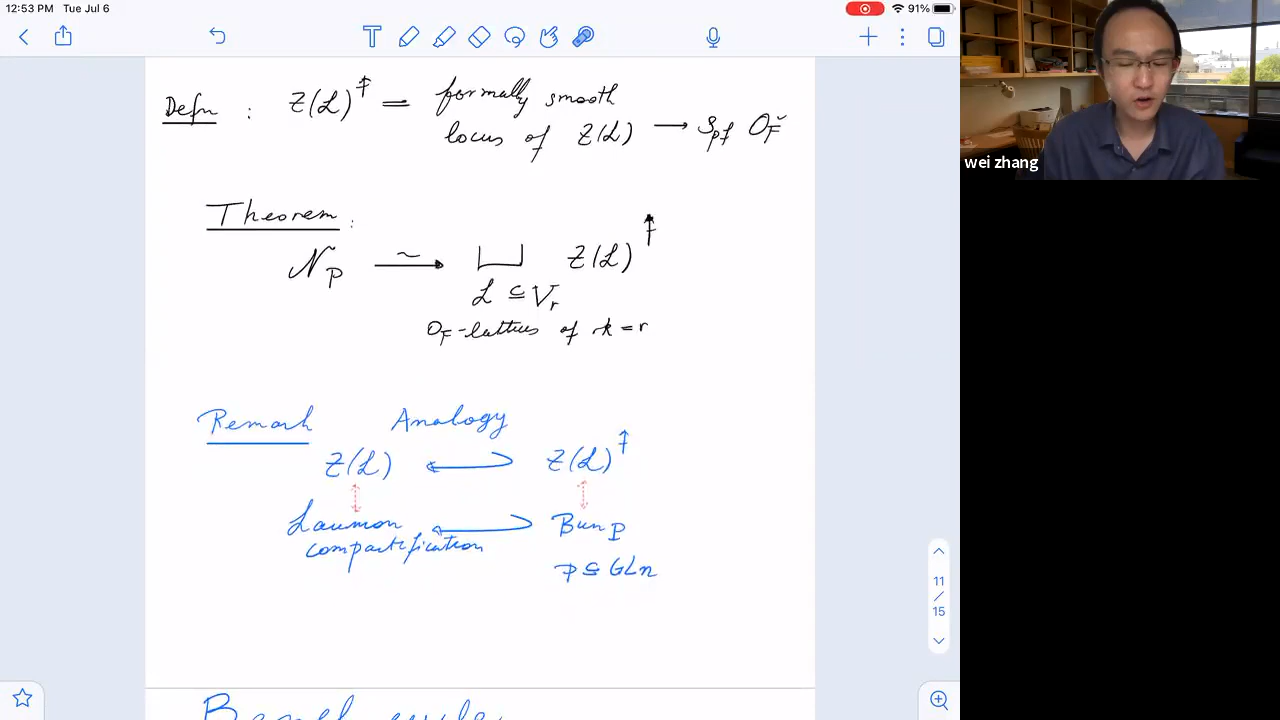 12:53 PM Tue Jul 6
91%
Defn : Z(ℒ)° = formally smooth
locus of Z(ℒ) → Spf O_F̆
Theorem :
𝒩_P ⥲ ⊔ Z(ℒ)°
ℒ ⊆ V_r
O_F-lattices of rk = r
Remark Analogy
Z(ℒ) ↩ Z(ℒ)°
Laumon compactification ↩ Bun_P
P ⊆ GLn
11
/
15
wei zhang